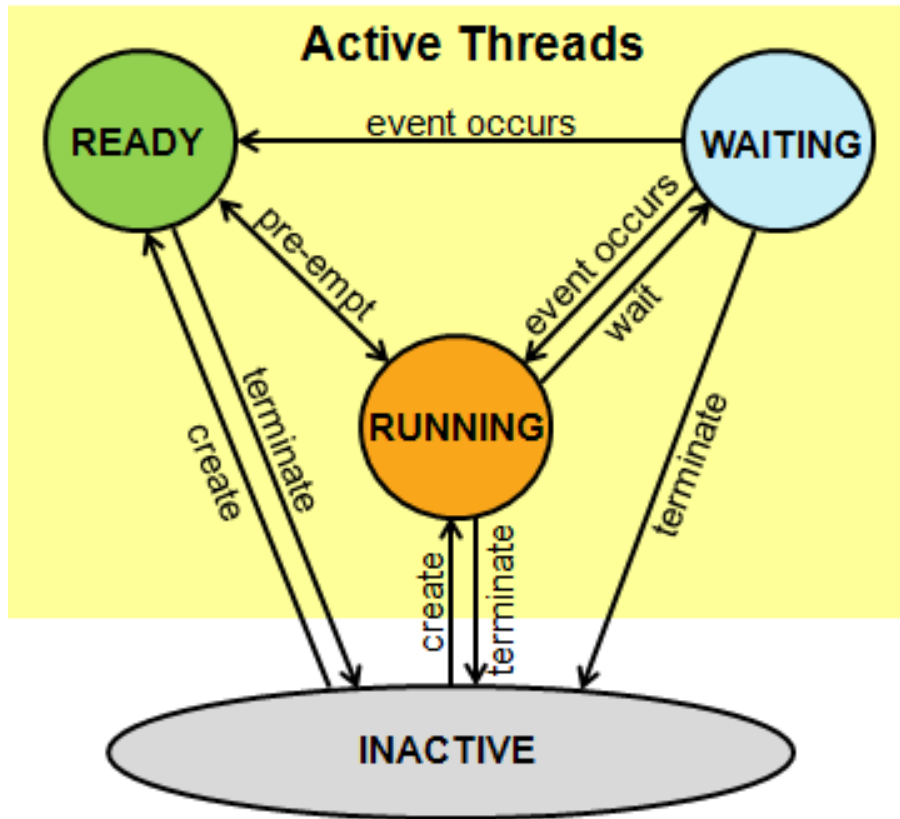 Active Threads
READY
event occurs
WAITING
pre-empt
event occurs
wait
RUNNING
create
terminate
create
terminate
terminate
INACTIVE